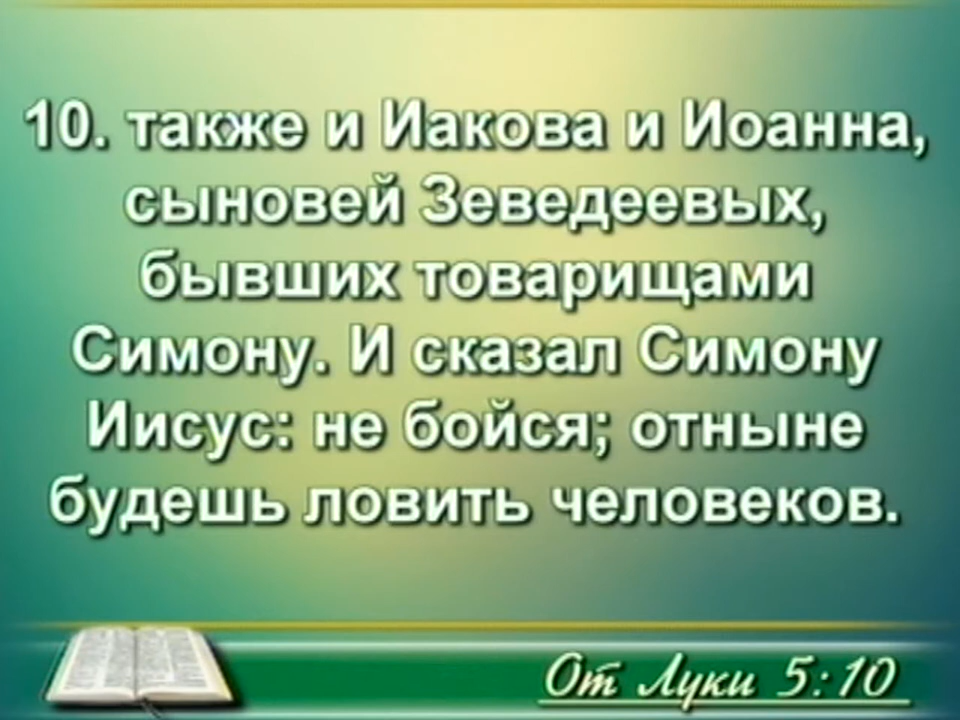 10. также и Иакова и Иоанна,
сыновей Зеведеевых,
бывших товарищами
Симону. И сказал Симону
Иисус: не бойся; отныне
будешь ловить человеков.
От Луки 5:10